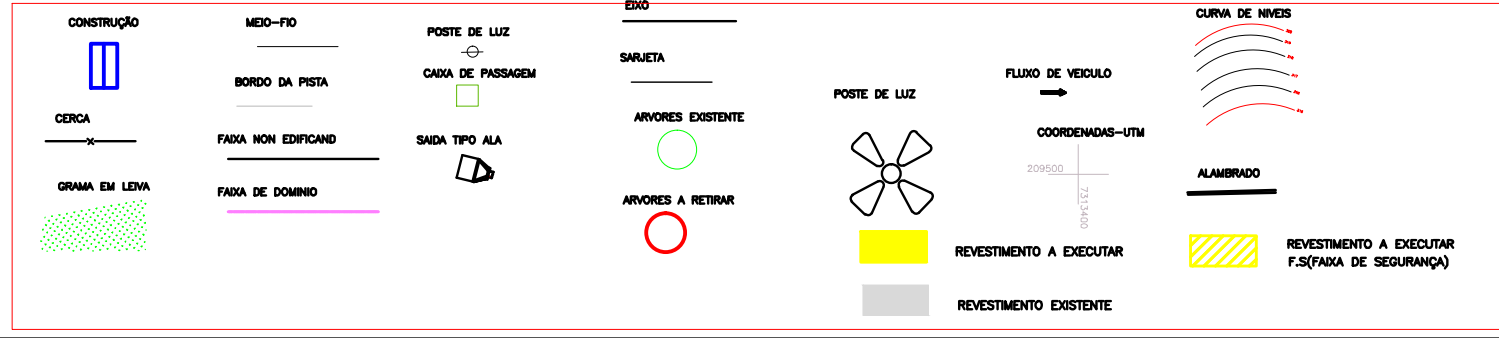 CONSTRUÇÃO
CERCA
GRAMA EM LEIVA
MEIO-FIO
BORDO DA PISTA
FAIXA NON EDIFICAND
FAIXA DE DOMINIO
POSTE DE LUZ
CAIXA DE PASSAGEM
SAIDA TIPO ALA
EIXO
SARJETA
ARVORES EXISTENTE
ARVORES A RETIRAR
POSTE DE LUZ
REVESTIMENTO A EXECUTAR
REVESTIMENTO EXISTENTE
FLUXO DE VEICULO
COORDENADAS-UTM
209500
7313400
CURVA DE NIVEIS
ALAMBRADO
REVESTIMENTO A EXECUTAR
F.S(FAIXA DE SEGURANÇA)